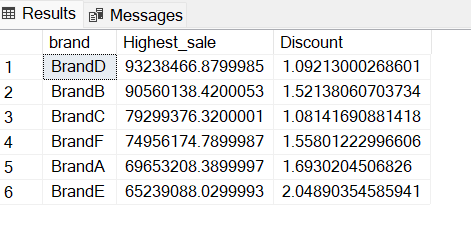 Results Messages
brand Highest_sale Discount
1 BrandD 93238466.8799985 1.09213000268601
2 BrandB 90560138.4200053 1.52138060703734
3 BrandC 79299376.3200001 1.08141690881418
4 BrandF 74956174.7899987 1.55801222996606
5 BrandA 69653208.3899997 1.6930204506826
6 BrandE 65239088.0299993 2.04890354585941